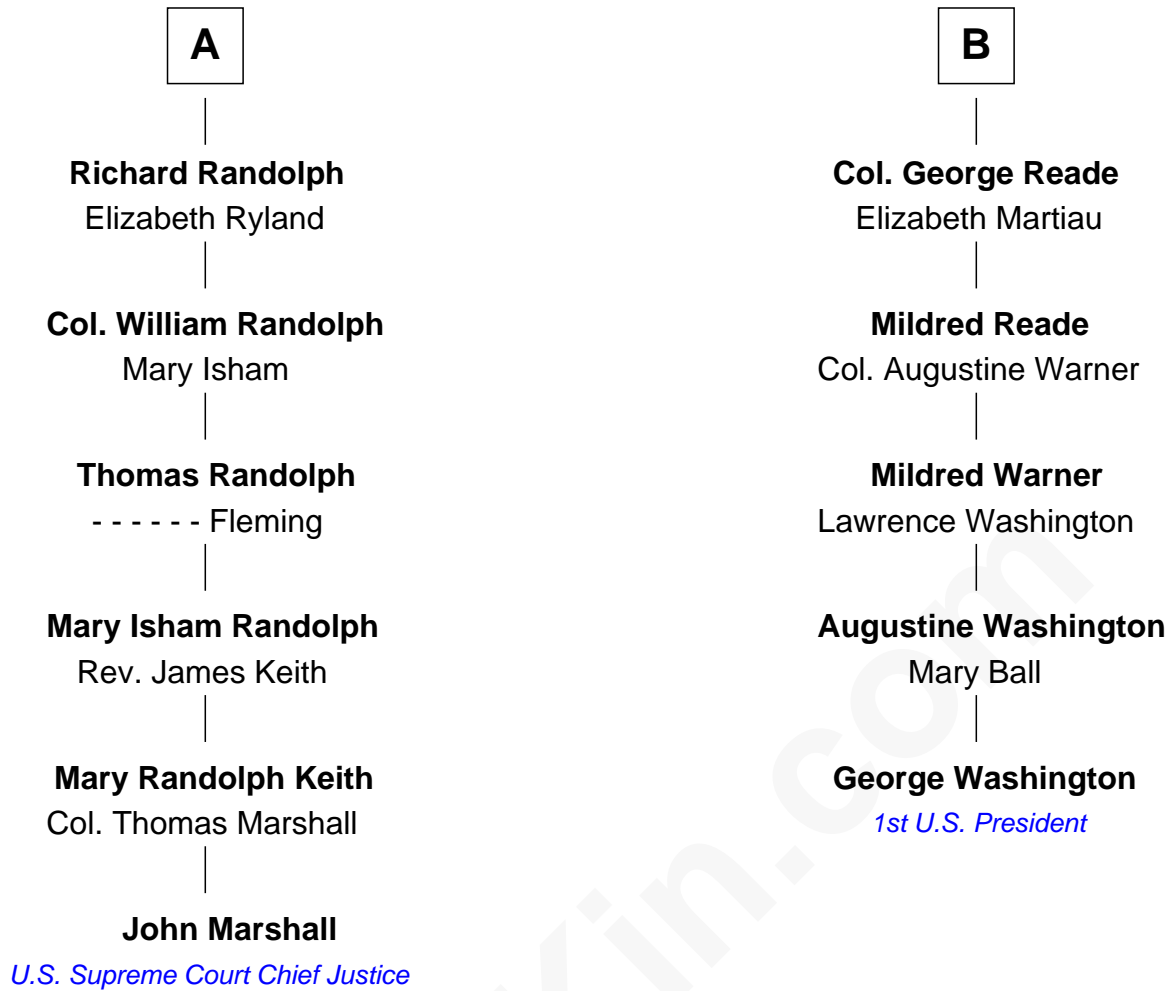 A
Richard Randolph
Elizabeth Ryland
Col. William Randolph
Mary Isham
Thomas Randolph
- - - - - - Fleming
Mary Isham Randolph
Rev. James Keith
Mary Randolph Keith
Col. Thomas Marshall
John Marshall
U.S. Supreme Court Chief Justice
B
Col. George Reade
Elizabeth Martiau
Mildred Reade
Col. Augustine Warner
Mildred Warner
Lawrence Washington
Augustine Washington
Mary Ball
George Washington
1st U.S. President
Kin.com